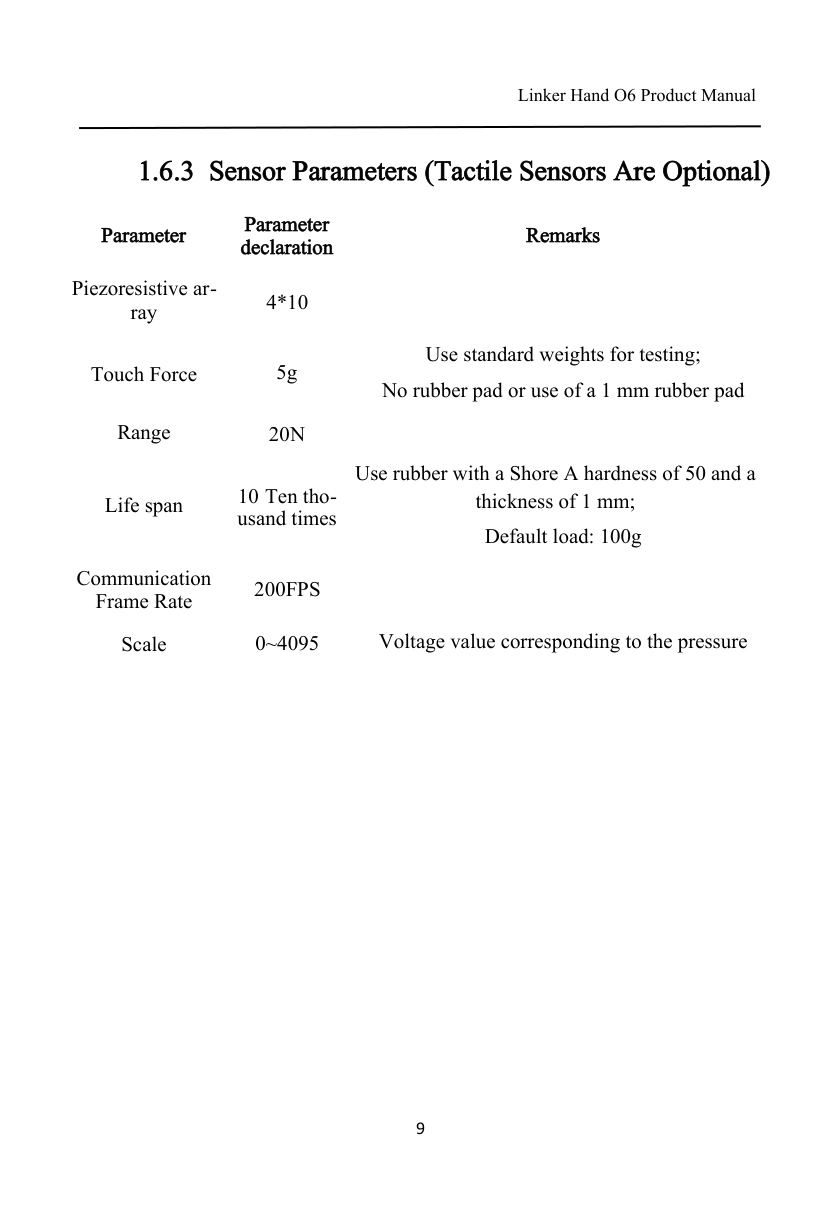 Linker Hand O6 Product Manual
1.6.3 Sensor Parameters (Tactile Sensors Are Optional)
Parameter
Parameter
declaration
Remarks
Piezoresistive ar-
ray
4*10
Touch Force
5g
Use standard weights for testing;
No rubber pad or use of a 1 mm rubber pad
Range
20N
Life span
10 Ten tho-
usand times
Use rubber with a Shore A hardness of 50 and a
thickness of 1 mm;
Default load: 100g
Communication
Frame Rate
200FPS
Scale
0~4095
Voltage value corresponding to the pressure
9